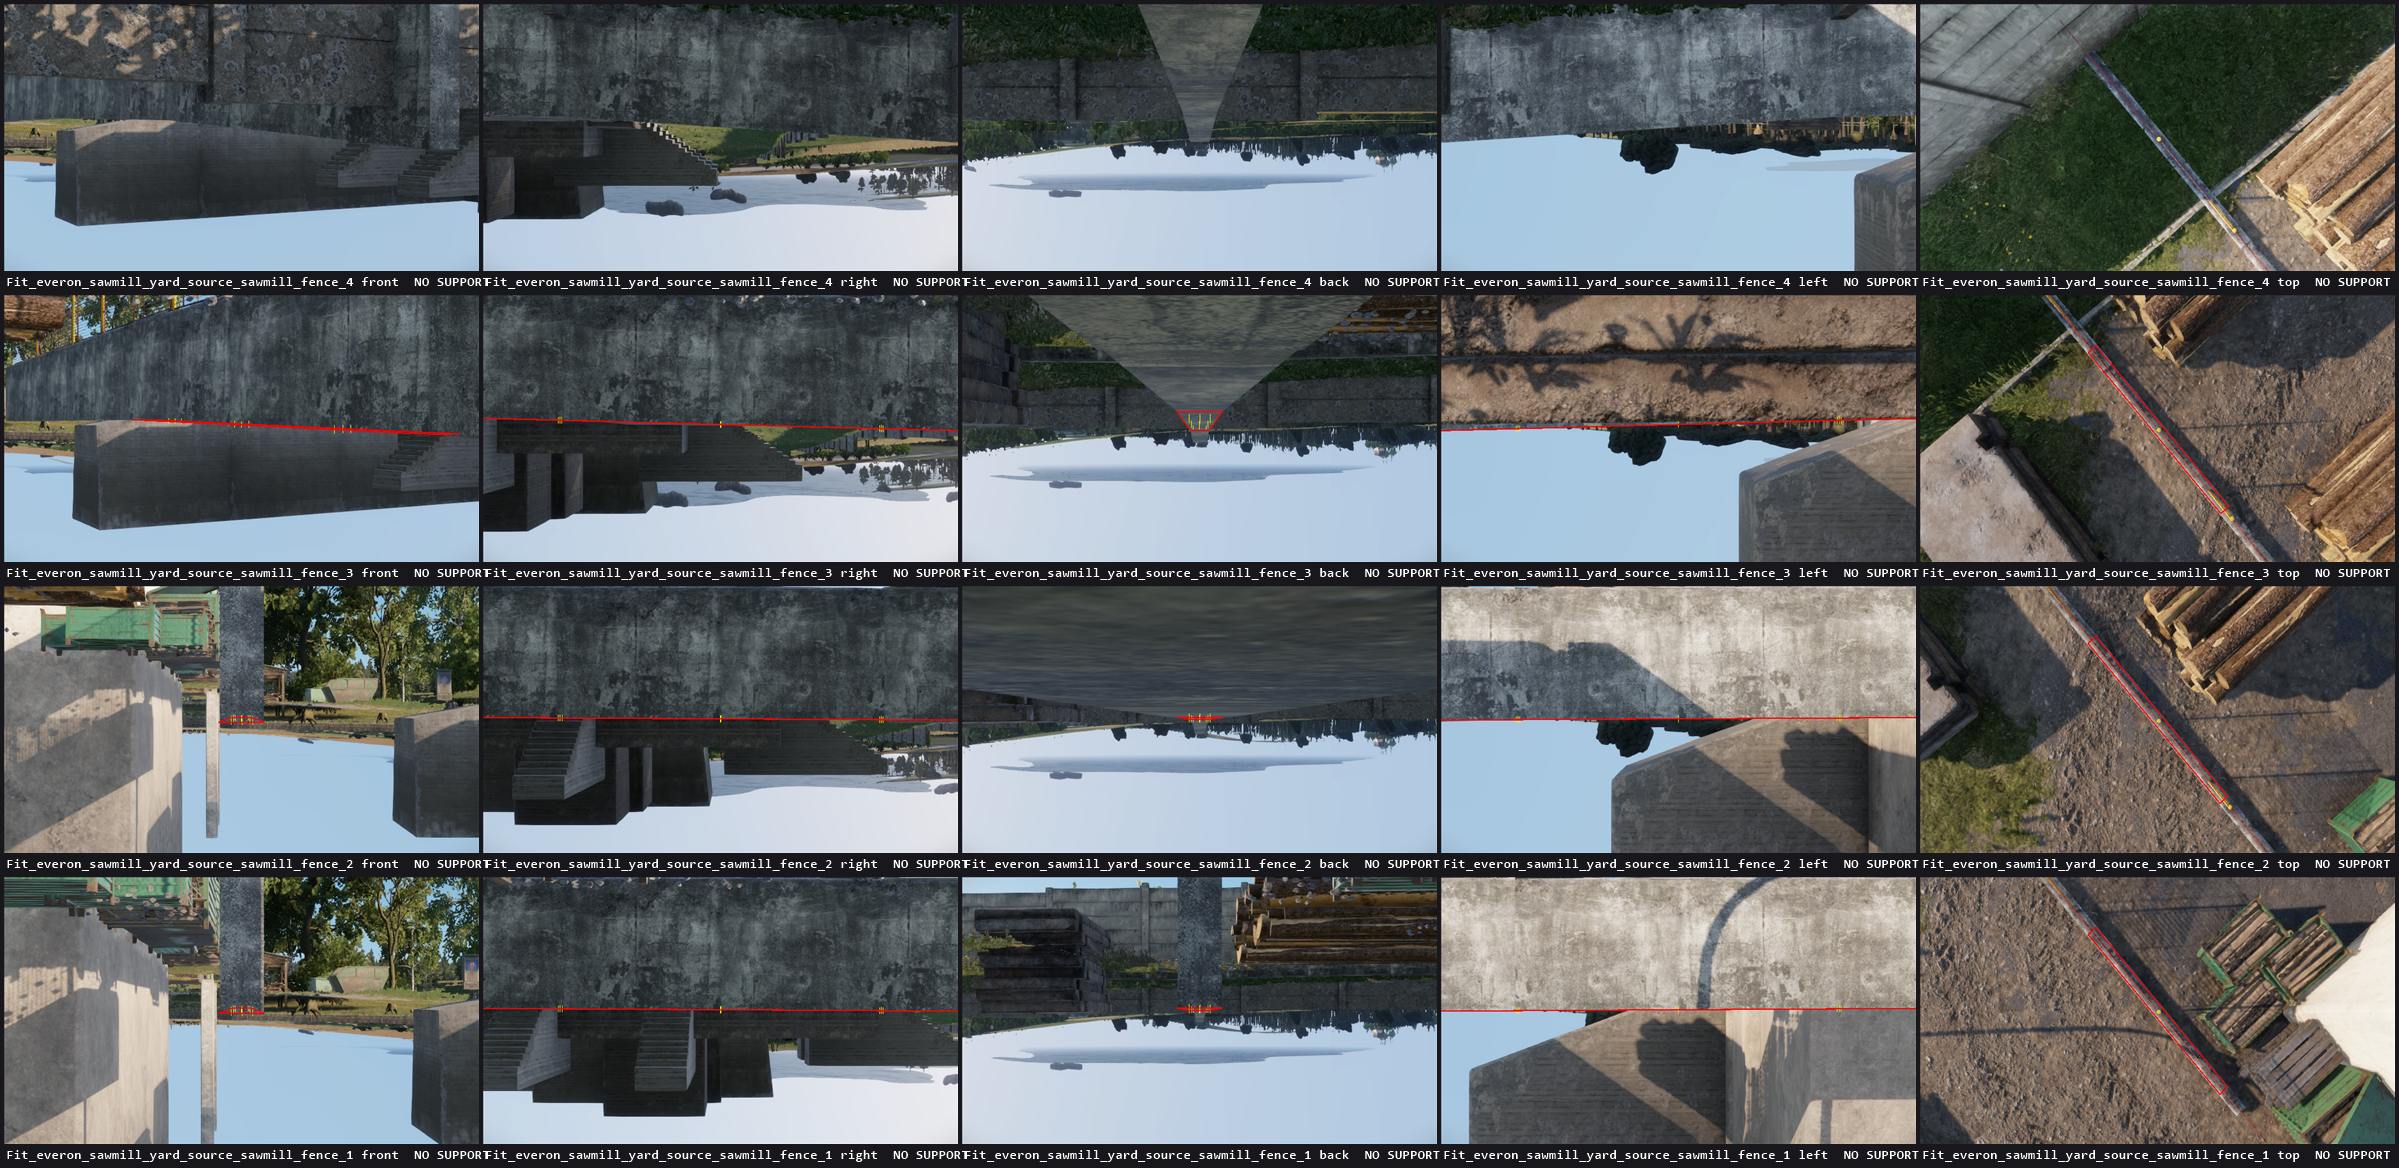 Fit_everon_sawmill_yard_source_sawmill_fence_4 front  NO SUPPORT
Fit_everon_sawmill_yard_source_sawmill_fence_4 right  NO SUPPORT
Fit_everon_sawmill_yard_source_sawmill_fence_4 back  NO SUPPORT
Fit_everon_sawmill_yard_source_sawmill_fence_4 left  NO SUPPORT
Fit_everon_sawmill_yard_source_sawmill_fence_4 top  NO SUPPORT
Fit_everon_sawmill_yard_source_sawmill_fence_3 front  NO SUPPORT
Fit_everon_sawmill_yard_source_sawmill_fence_3 right  NO SUPPORT
Fit_everon_sawmill_yard_source_sawmill_fence_3 back  NO SUPPORT
Fit_everon_sawmill_yard_source_sawmill_fence_3 left  NO SUPPORT
Fit_everon_sawmill_yard_source_sawmill_fence_3 top  NO SUPPORT
Fit_everon_sawmill_yard_source_sawmill_fence_2 front  NO SUPPORT
Fit_everon_sawmill_yard_source_sawmill_fence_2 right  NO SUPPORT
Fit_everon_sawmill_yard_source_sawmill_fence_2 back  NO SUPPORT
Fit_everon_sawmill_yard_source_sawmill_fence_2 left  NO SUPPORT
Fit_everon_sawmill_yard_source_sawmill_fence_2 top  NO SUPPORT
Fit_everon_sawmill_yard_source_sawmill_fence_1 front  NO SUPPORT
Fit_everon_sawmill_yard_source_sawmill_fence_1 right  NO SUPPORT
Fit_everon_sawmill_yard_source_sawmill_fence_1 back  NO SUPPORT
Fit_everon_sawmill_yard_source_sawmill_fence_1 left  NO SUPPORT
Fit_everon_sawmill_yard_source_sawmill_fence_1 top  NO SUPPORT